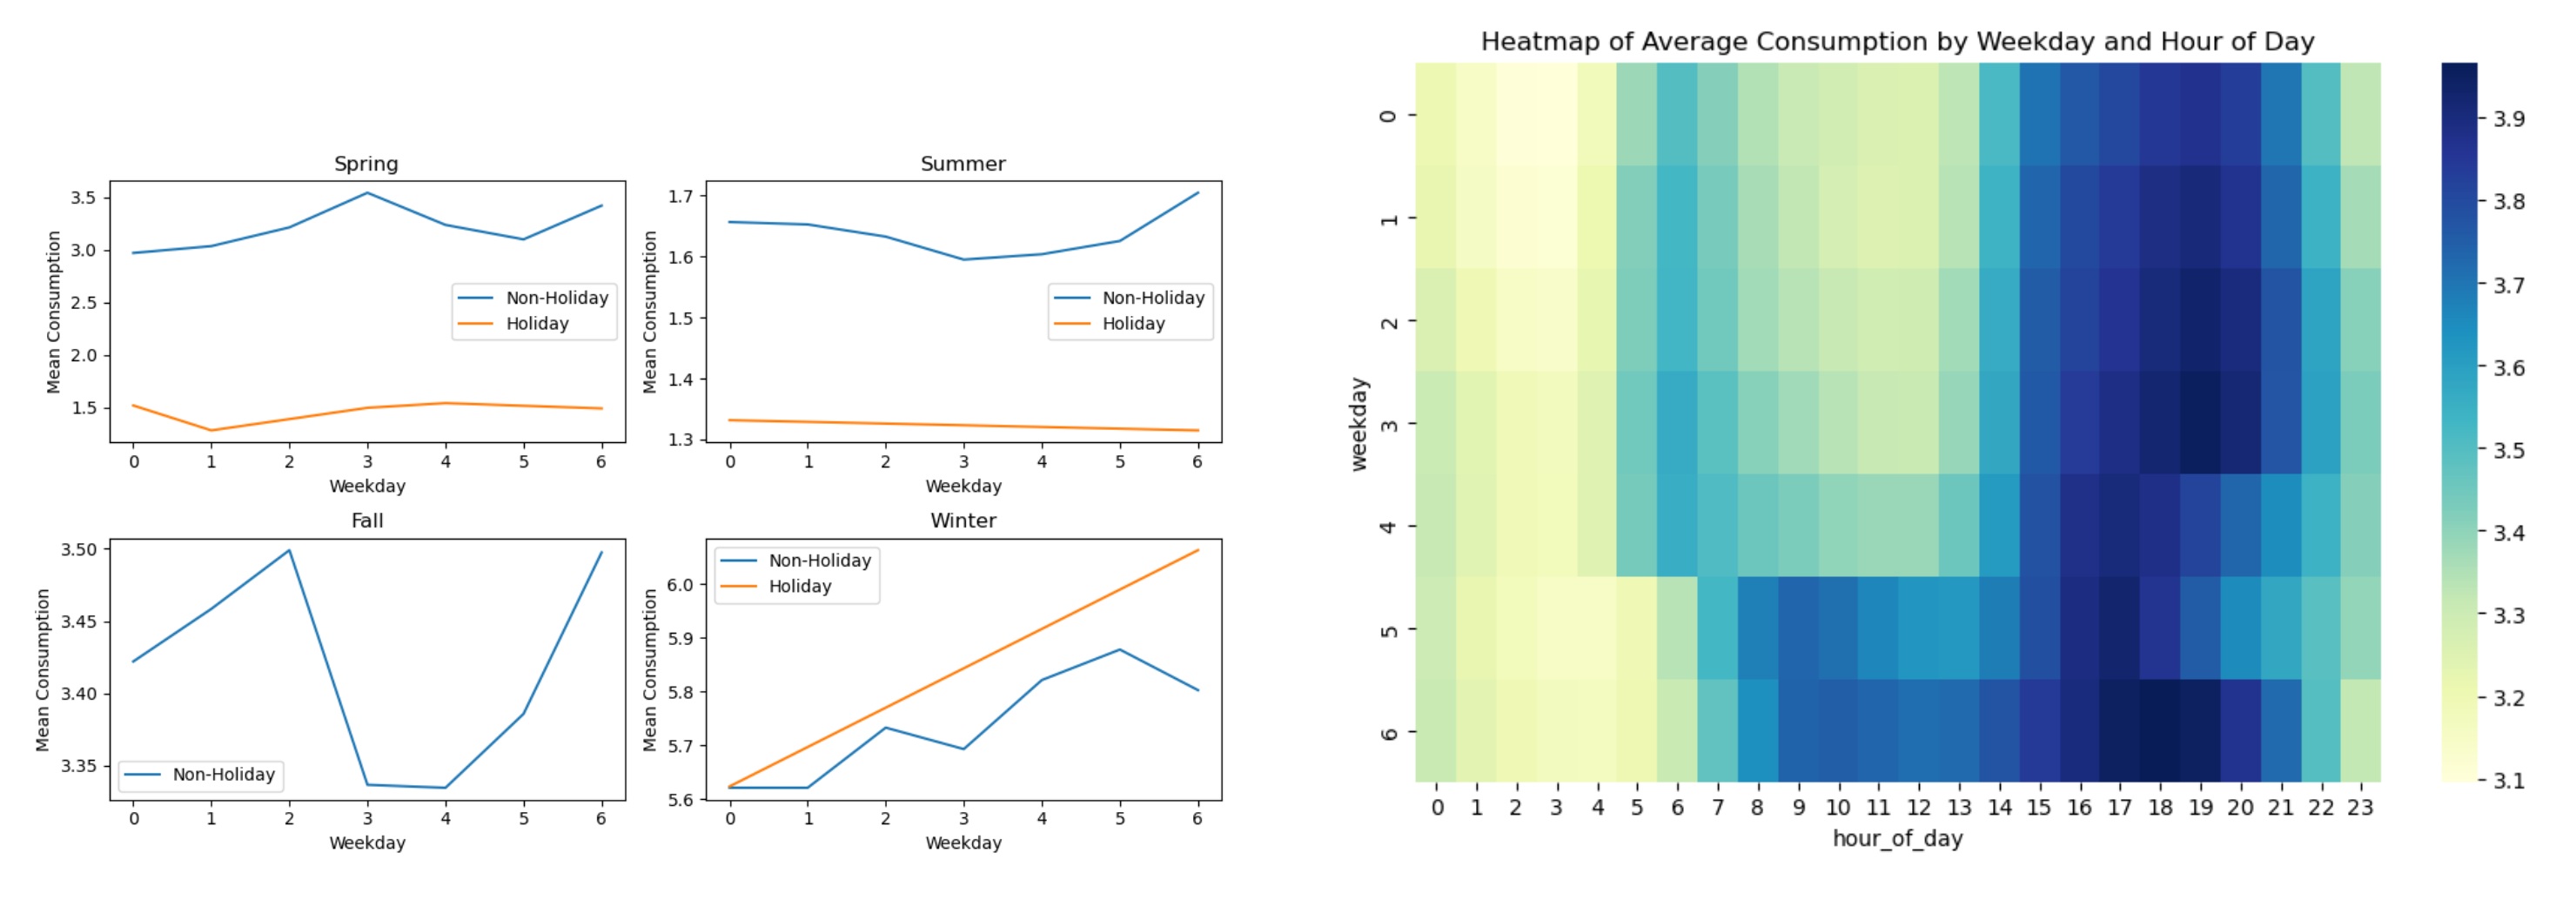 Spring
Mean Consumption
3.5
3.0
2.5
2.0
1.5
Non-Holiday
Holiday
0 1 2 3 4 5 6
Weekday
Summer
Mean Consumption
1.7
1.6
1.5
1.4
1.3
Non-Holiday
Holiday
0 1 2 3 4 5 6
Weekday
Fall
Mean Consumption
3.50
3.45
3.40
3.35
Non-Holiday
0 1 2 3 4 5 6
Weekday
Winter
Mean Consumption
6.0
5.9
5.8
5.7
5.6
Non-Holiday
Holiday
0 1 2 3 4 5 6
Weekday
Heatmap of Average Consumption by Weekday and Hour of Day
weekday
0
1
2
3
4
5
6
0 1 2 3 4 5 6 7 8 9 10 11 12 13 14 15 16 17 18 19 20 21 22 23
hour_of_day
3.9
3.8
3.7
3.6
3.5
3.4
3.3
3.2
3.1